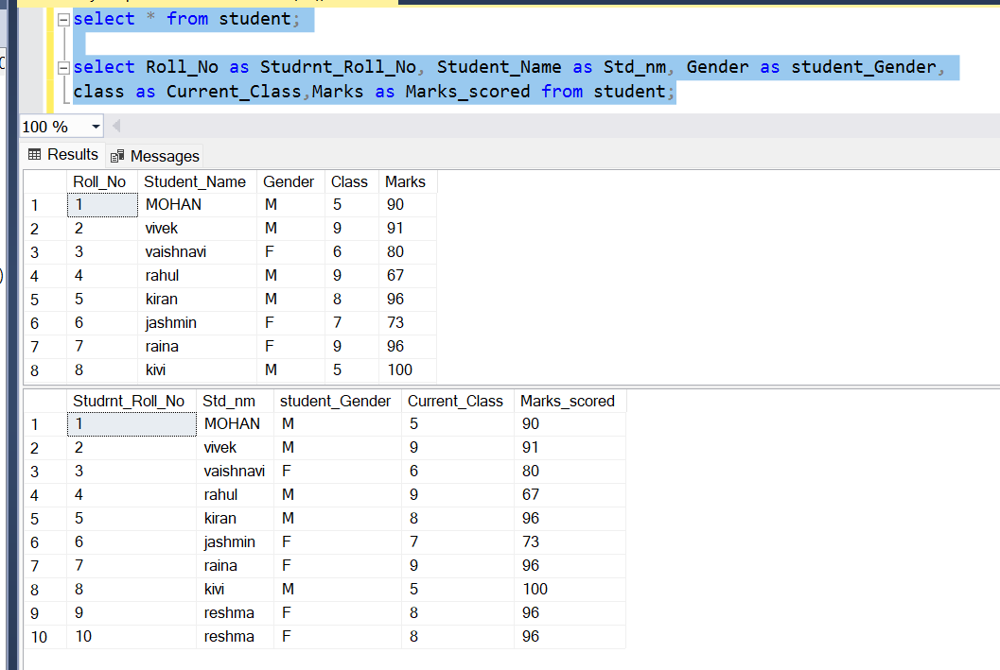 select * from student;
select Roll_No as Studrnt_Roll_No, Student_Name as Std_nm, Gender as student_Gender,
class as Current_Class,Marks as Marks_scored from student;
100 %
Results Messages
Roll_No Student_Name Gender Class Marks
1 1 MOHAN M 5 90
2 2 vivek M 9 91
3 3 vaishnavi F 6 80
4 4 rahul M 9 67
5 5 kiran M 8 96
6 6 jashmin F 7 73
7 7 raina F 9 96
8 8 kivi M 5 100
Studrnt_Roll_No Std_nm student_Gender Current_Class Marks_scored
1 1 MOHAN M 5 90
2 2 vivek M 9 91
3 3 vaishnavi F 6 80
4 4 rahul M 9 67
5 5 kiran M 8 96
6 6 jashmin F 7 73
7 7 raina F 9 96
8 8 kivi M 5 100
9 9 reshma F 8 96
10 10 reshma F 8 96